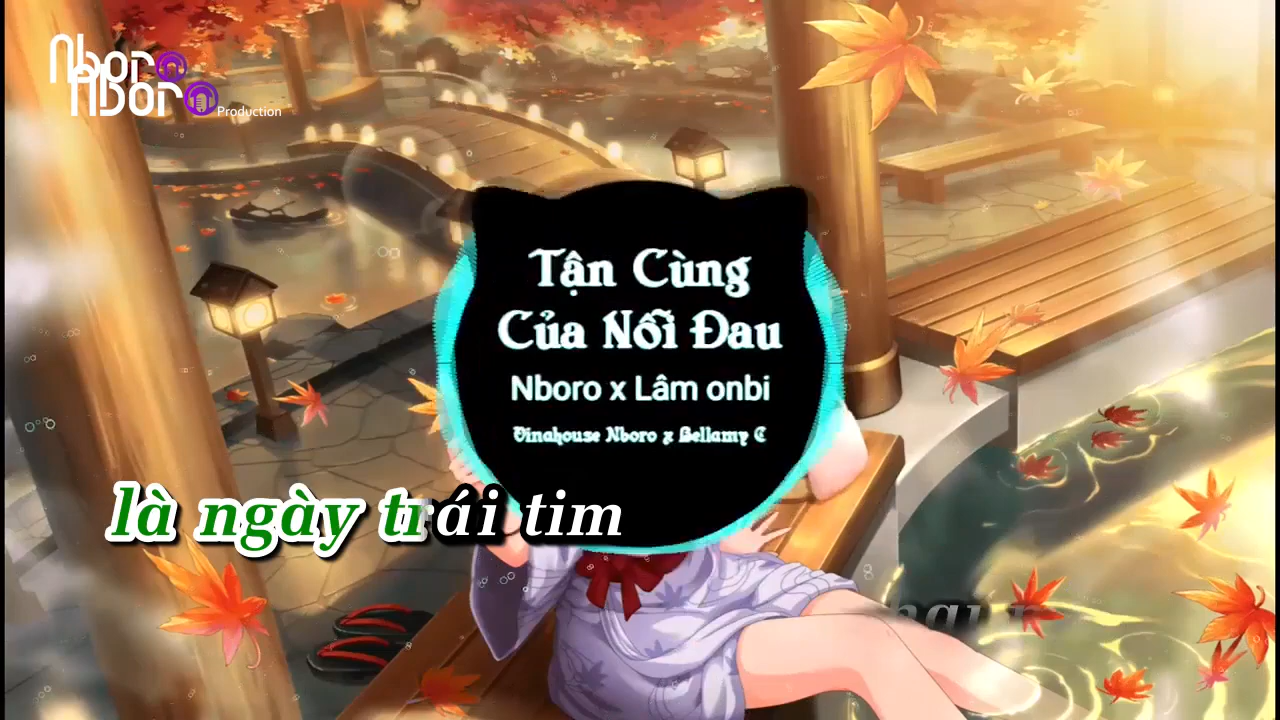 Nboro
Nboro Production
Tận Cùng
Của Nỗi Đau
Nboro x Lâm onbi
Vinahouse Nboro x Bellamy C
là ngày trái tim